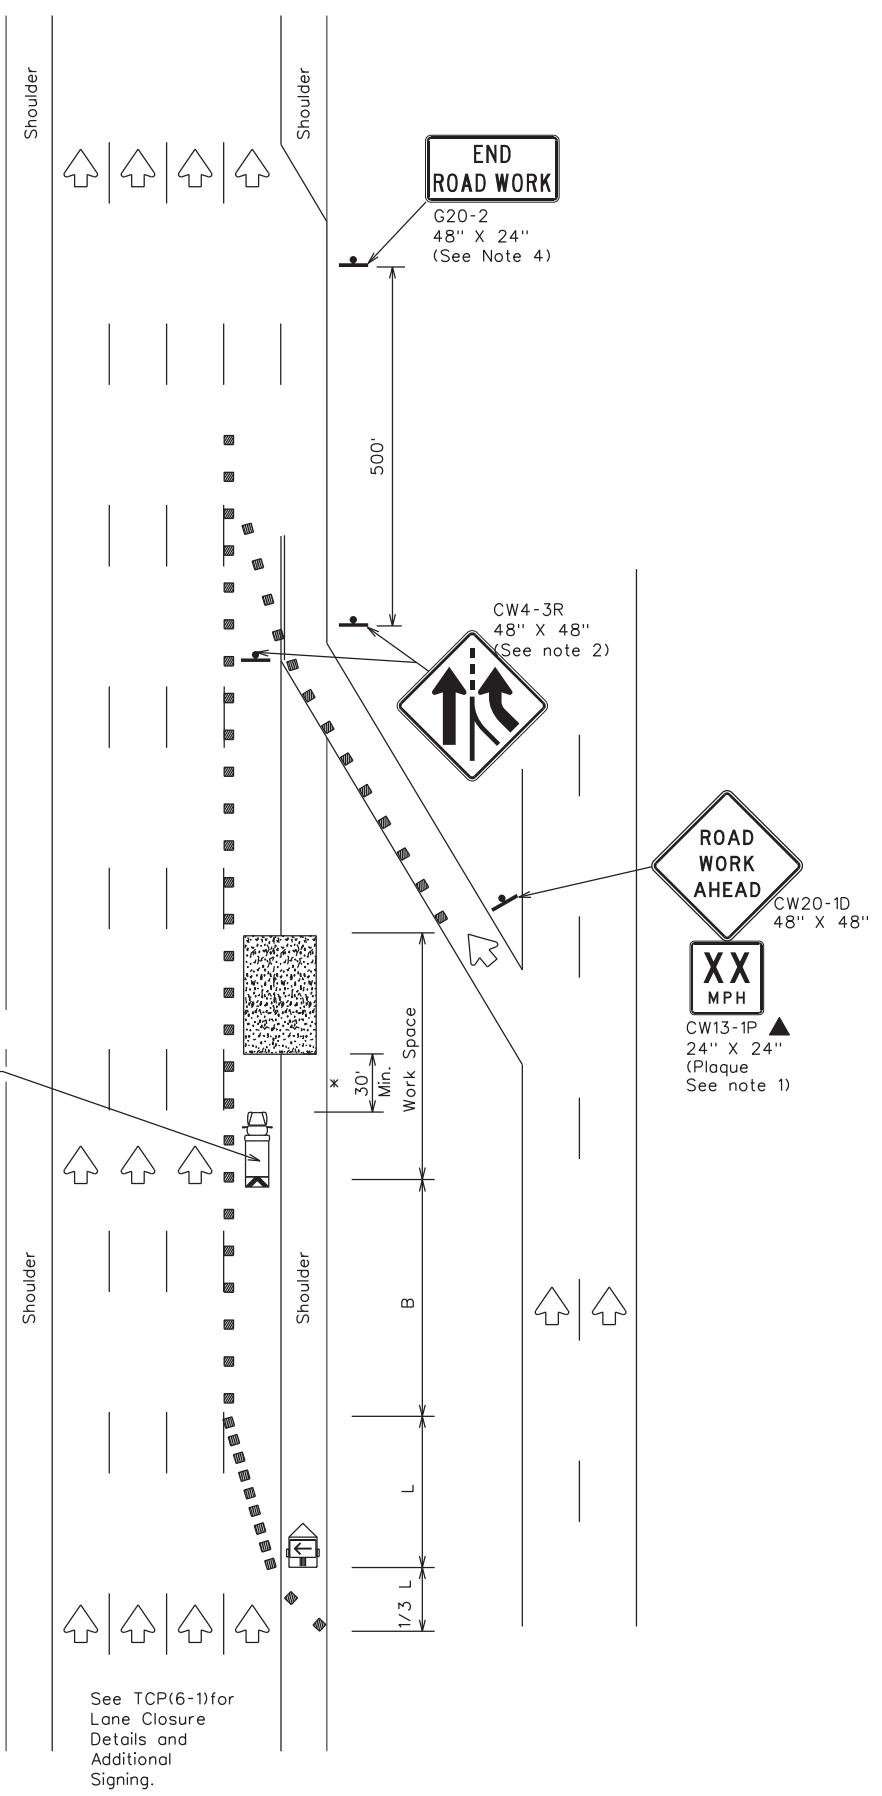 Shoulder
Shoulder
END
ROAD WORK
G20-2
48" X 24"
(See Note 4)
500'
CW4-3R
48" X 48"
(See note 2)
ROAD
WORK
AHEAD
CW20-1D
48" X 48"
XX
MPH
CW13-1P
24" X 24"
(Plaque
See note 1)
Work Space
*
30'
Min.
Shoulder
Shoulder
B
L
1/3 L
See TCP(6-1)for
Lane Closure
Details and
Additional
Signing.